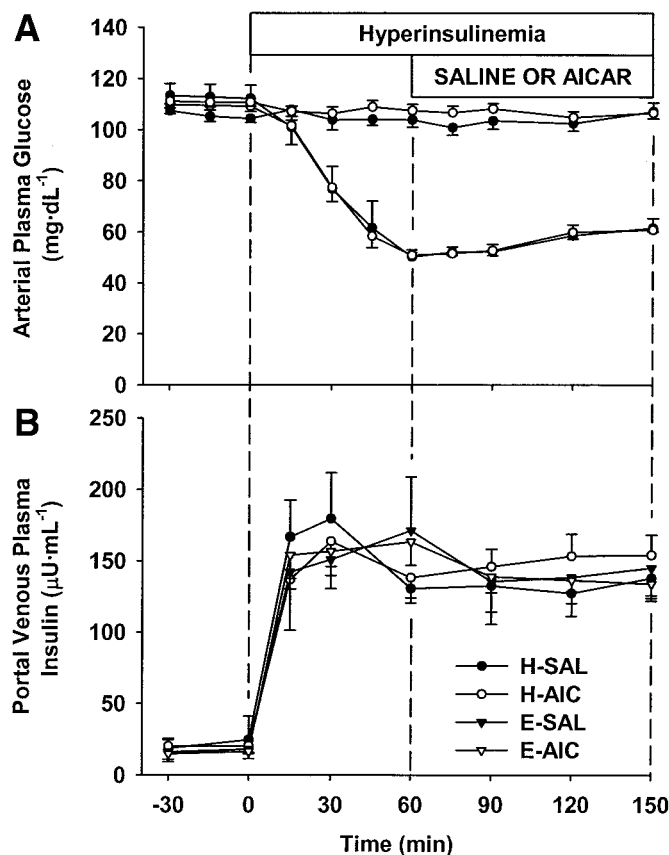 A
Hyperinsulinemia
SALINE OR AICAR
Arterial Plasma Glucose
(mg·dL⁻¹)
140
120
100
80
60
40
20
0
B
Portal Venous Plasma
Insulin (μU·mL⁻¹)
250
200
150
100
50
0
H-SAL
H-AIC
E-SAL
E-AIC
-30 0 30 60 90 120 150
Time (min)